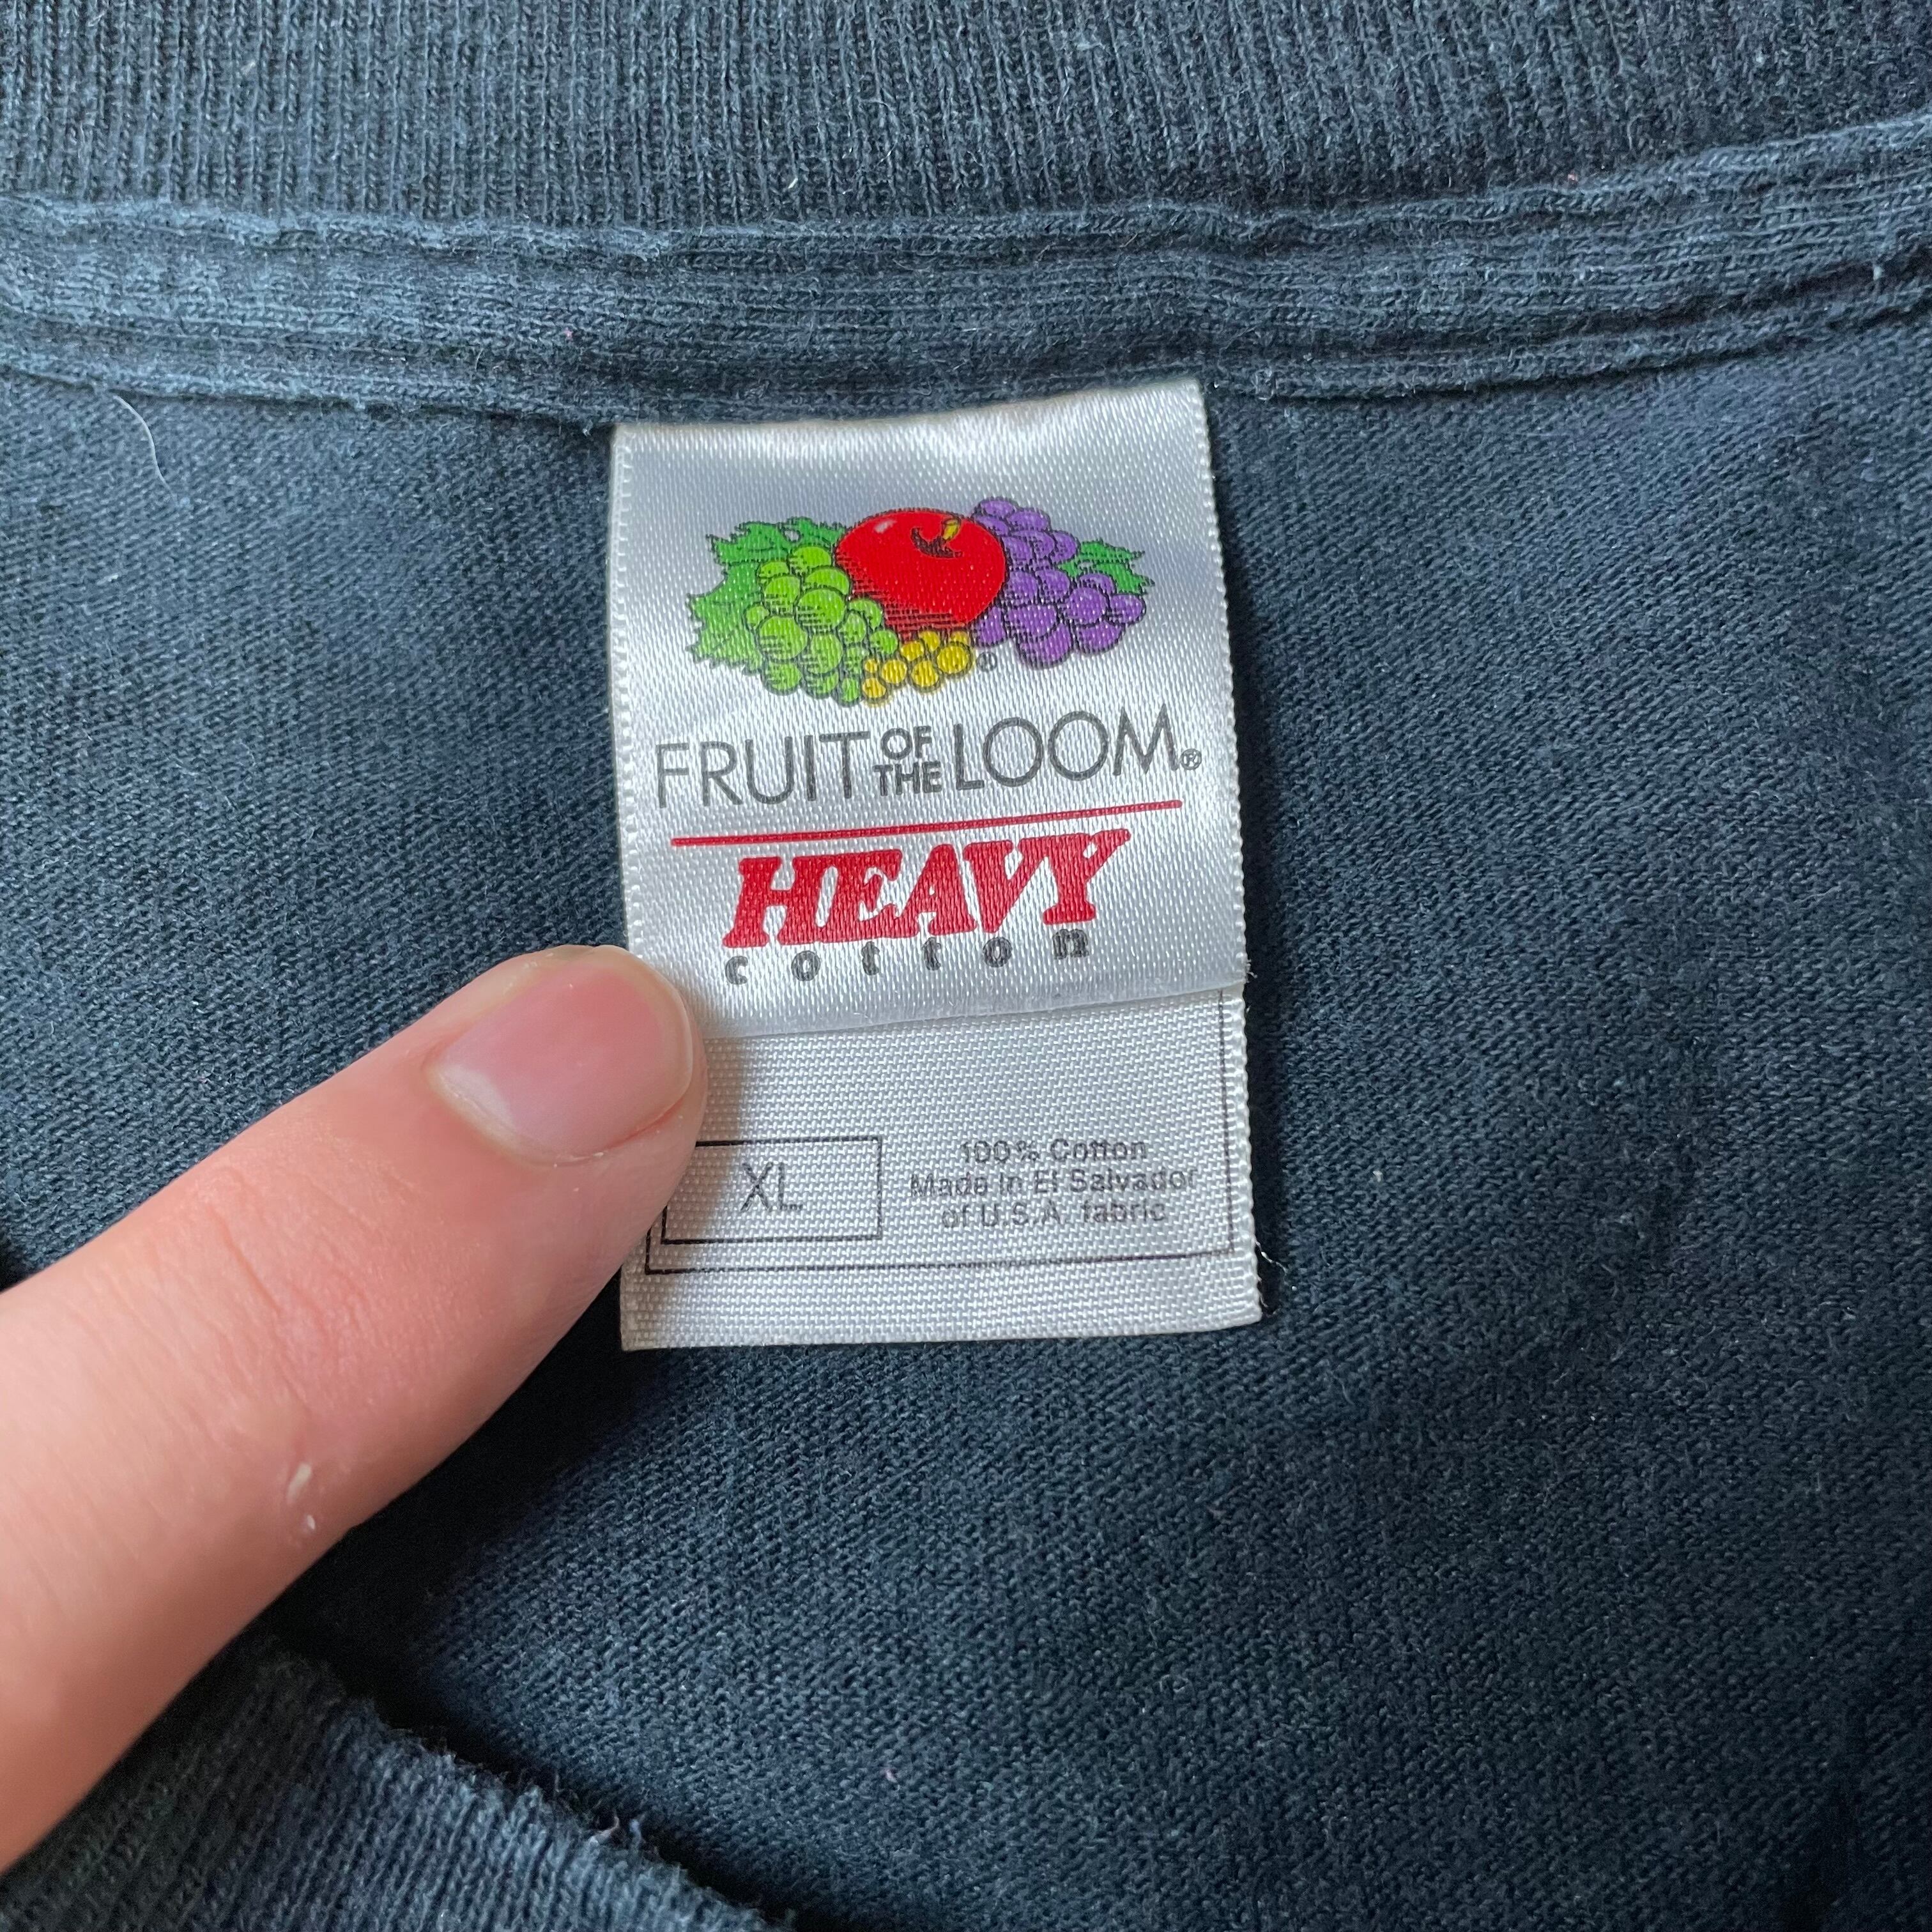 FRUIT OF THE LOOM®
HEAVY
cotton
XL
100% Cotton
Made in El Salvador
of U.S.A. fabric